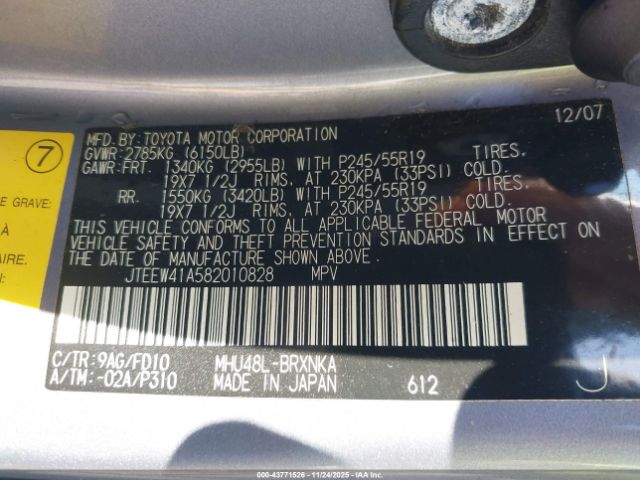 12/07
MFD.BY:TOYOTA MOTOR CORPORATION
GVWR:2785KG (6150LB)
GAWR:FRT. 1340KG (2955LB) WITH P245/55R19 TIRES.
19X7 1/2J RIMS, AT 230KPA (33PSI) COLD.
RR. 1550KG (3420LB) WITH P245/55R19 TIRES,
19X7 1/2J RIMS, AT 230KPA (33PSI) COLD.
THIS VEHICLE CONFORMS TO ALL APPLICABLE FEDERAL MOTOR
VEHICLE SAFETY AND THEFT PREVENTION STANDARDS IN EFFECT ON
THE DATE OF MANUFACTURE SHOWN ABOVE.
JTEEW41A582010828 MPV
C/TR:9AG/FD10 MHU48L-BRXNKA
A/TM:-02A/P310 MADE IN JAPAN 612 J
7
E GRAVE:
À
AIRE.
000-43771526 - 11/24/2025 - IAAI.COM